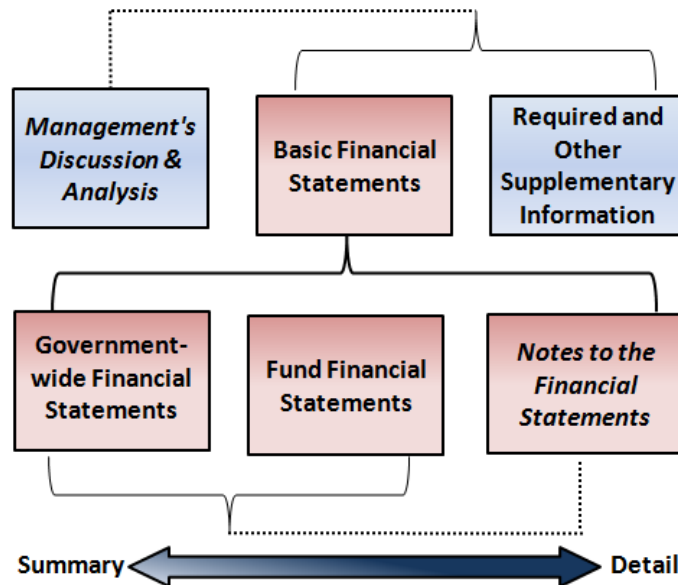 Management's
Discussion &
Analysis
Basic Financial
Statements
Required and
Other
Supplementary
Information
Government-
wide Financial
Statements
Fund Financial
Statements
Notes to the
Financial
Statements
Summary
Detail